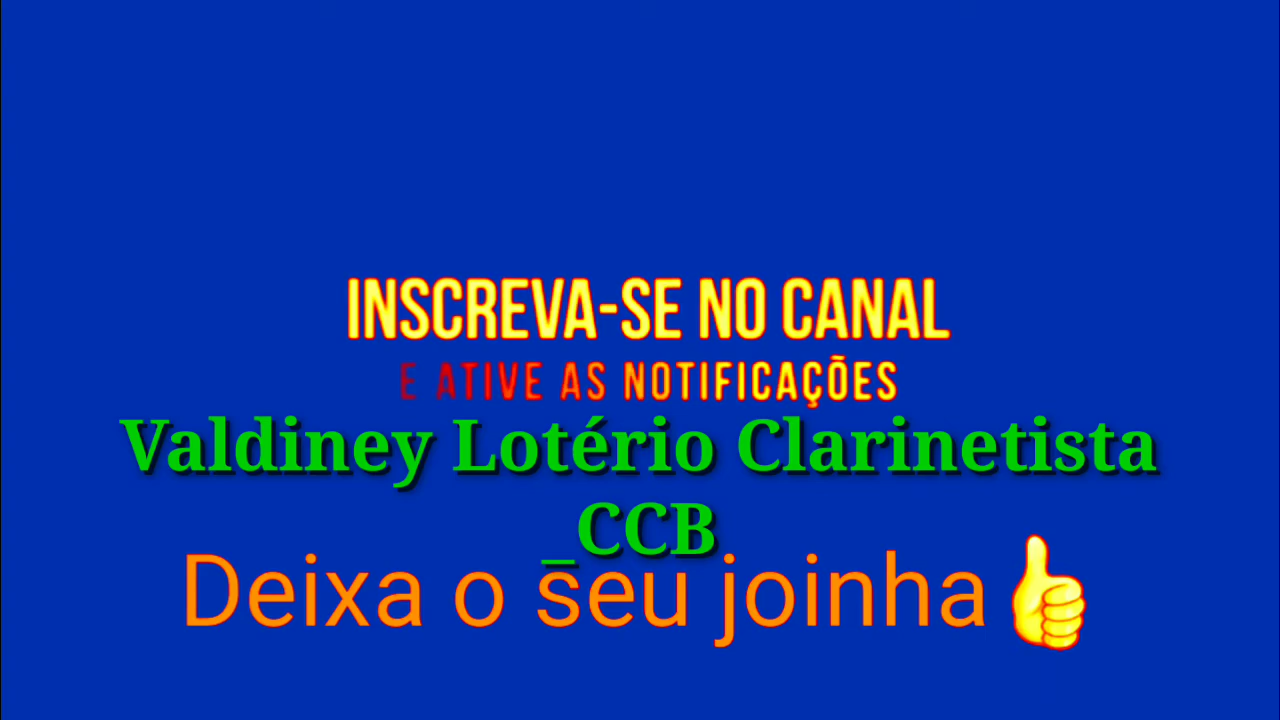 INSCREVA-SE NO CANAL
E ATIVE AS NOTIFICAÇÕES
Valdiney Lotério Clarinetista
_CCB
Deixa o seu joinha👍